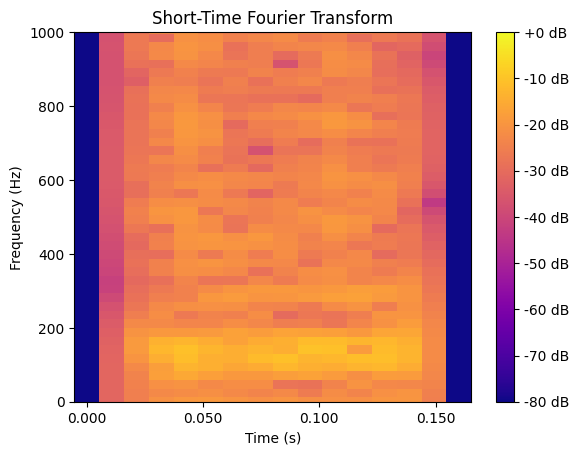 Short-Time Fourier Transform
Frequency (Hz)
1000
800
600
400
200
0
0.000 0.050 0.100 0.150
Time (s)
+0 dB
-10 dB
-20 dB
-30 dB
-40 dB
-50 dB
-60 dB
-70 dB
-80 dB